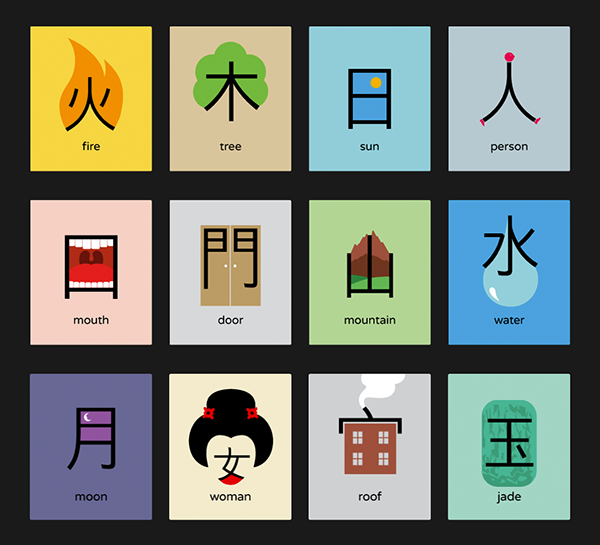 火
fire
木
tree
日
sun
人
person
口
mouth
門
door
山
mountain
水
water
月
moon
女
woman
宀
roof
玉
jade